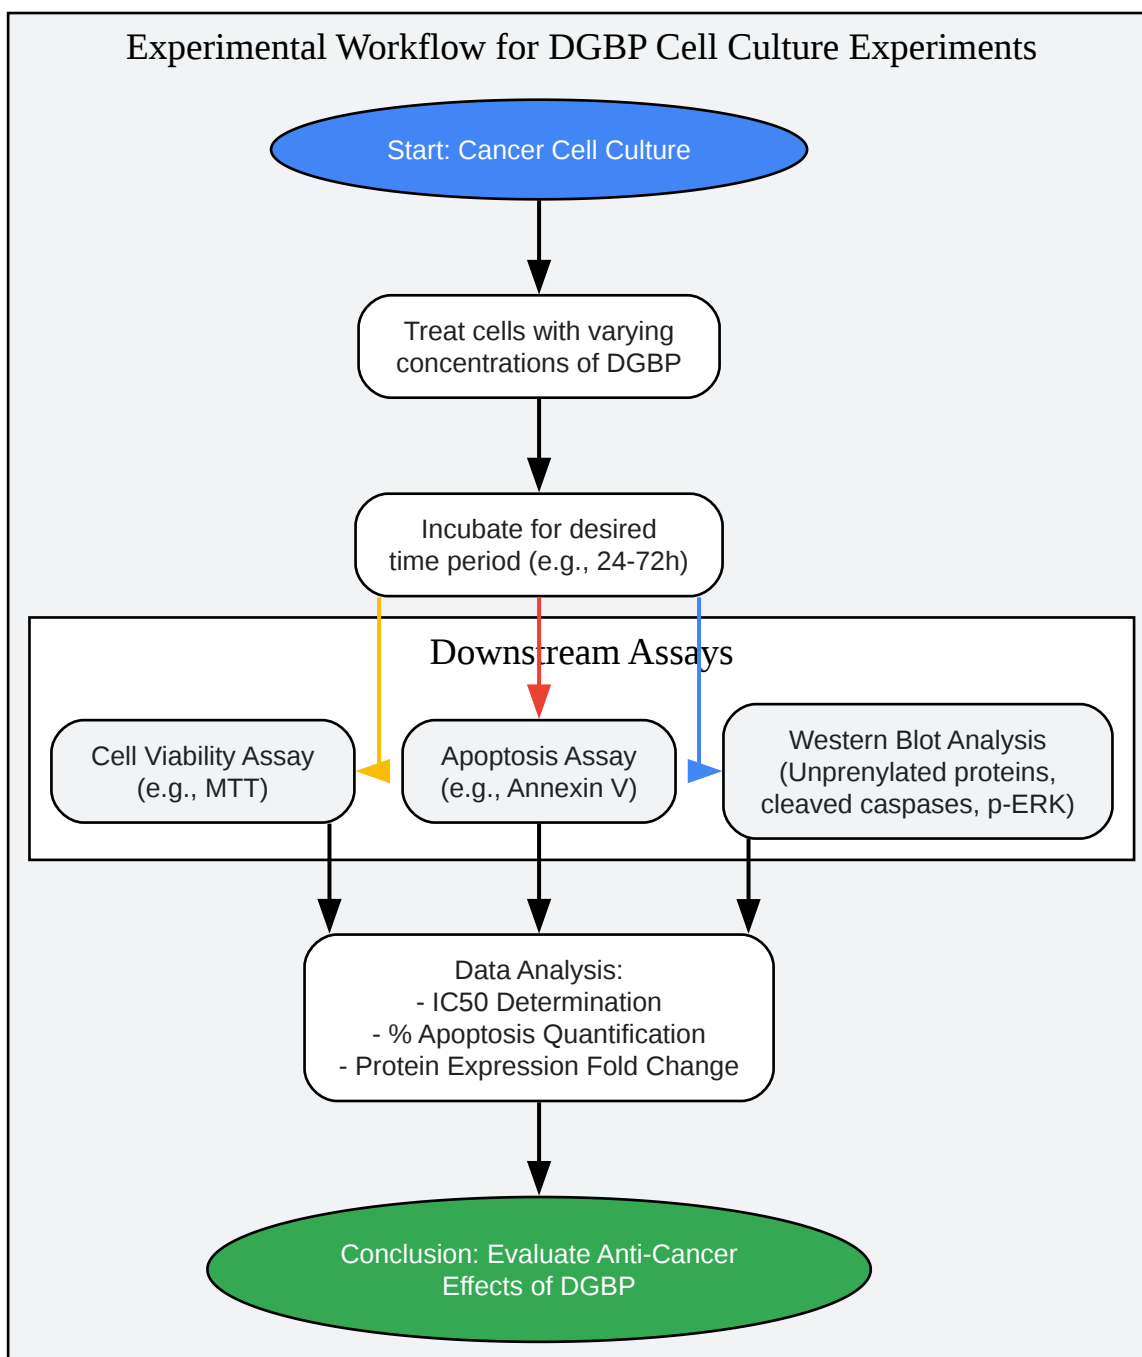 Experimental Workflow for DGBP Cell Culture Experiments
Start: Cancer Cell Culture
Treat cells with varying
concentrations of DGBP
Incubate for desired
time period (e.g., 24-72h)
Downstream Assays
Cell Viability Assay
(e.g., MTT)
Apoptosis Assay
(e.g., Annexin V)
Western Blot Analysis
(Unprenylated proteins,
cleaved caspases, p-ERK)
Data Analysis:
- IC50 Determination
- % Apoptosis Quantification
- Protein Expression Fold Change
Conclusion: Evaluate Anti-Cancer
Effects of DGBP